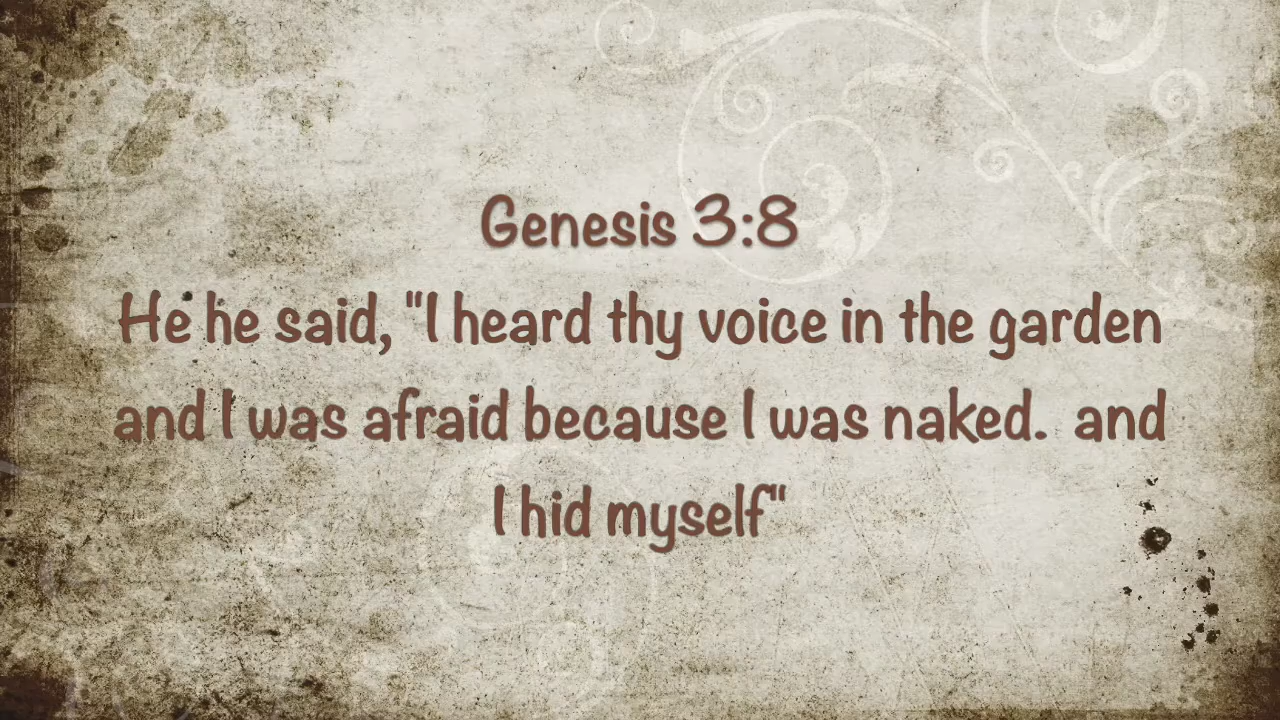 Genesis 3:8
He he said, "I heard thy voice in the garden
and I was afraid because I was naked.  and
I hid myself"